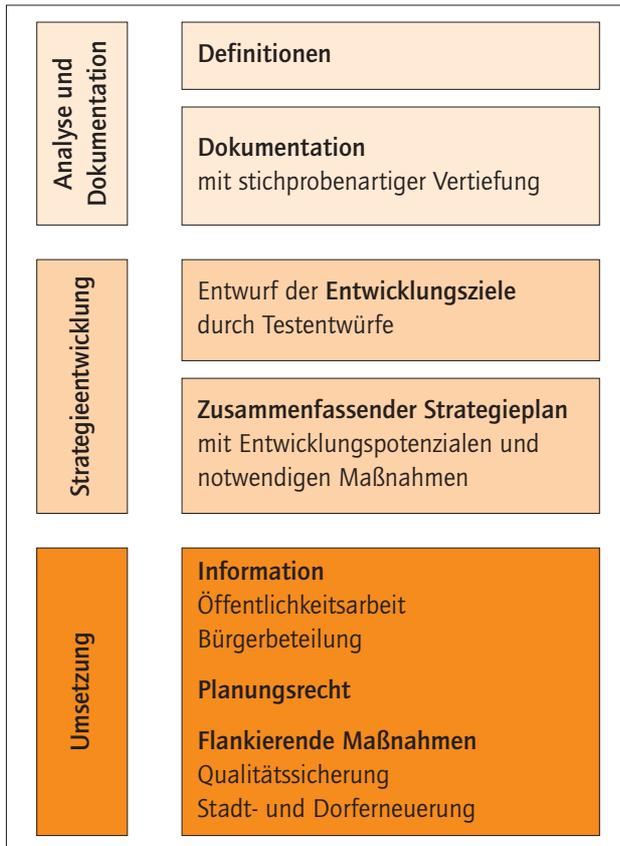 Analyse und
Dokumentation
Definitionen
Dokumentation
mit stichprobenartiger Vertiefung
Strategieentwicklung
Entwurf der Entwicklungsziele
durch Testentwürfe
Zusammenfassender Strategieplan
mit Entwicklungspotenzialen und
notwendigen Maßnahmen
Umsetzung
Information
Öffentlichkeitsarbeit
Bürgerbeteilung
Planungsrecht
Flankierende Maßnahmen
Qualitätssicherung
Stadt- und Dorferneuerung